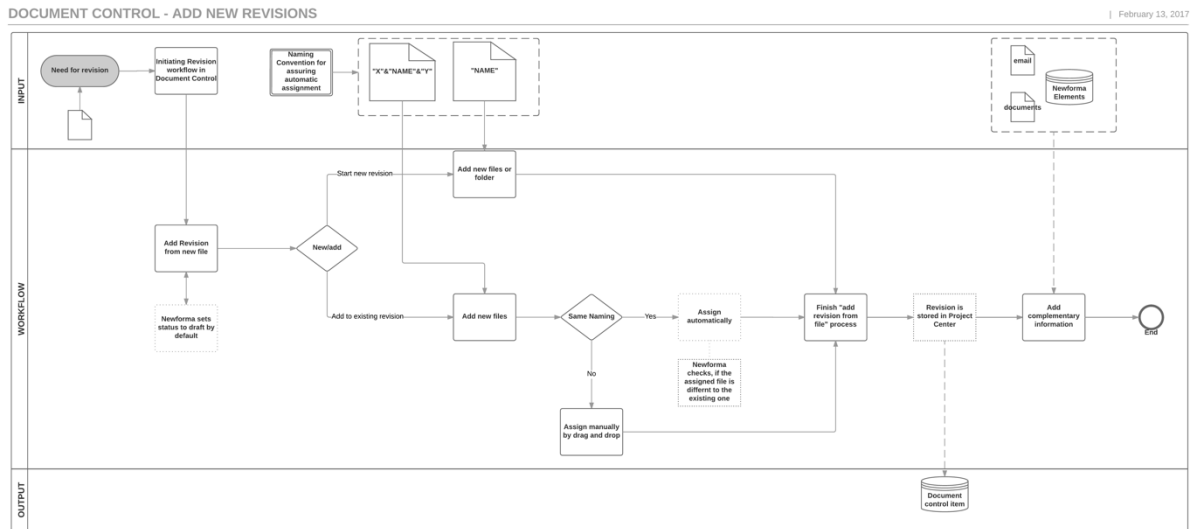 DOCUMENT CONTROL - ADD NEW REVISIONS
| February 13, 2017
INPUT
Need for revision
Initiating Revision
workflow in
Document Control
Naming
Convention for
assuring
automatic
assignment
"X"&"NAME"&"Y"
"NAME"
email
documents
Newforma
Elements
WORKFLOW
Add Revision
from new file
Newforma sets
status to draft by
default
New/add
Start new revision
Add new files or
folder
Add to existing revision
Add new files
Same Naming
Yes
Assign
automatically
Newforma
checks, if the
assigned file is
differnt to the
existing one
No
Assign manually
by drag and drop
Finish "add
revision from
file" process
Revision is
stored in Project
Center
Add
complementary
information
End
OUTPUT
Document
control item